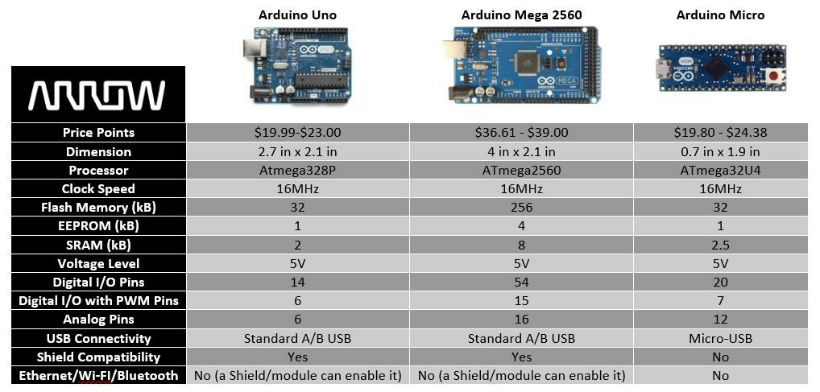 Arduino Uno Arduino Mega 2560 Arduino Micro
UNO
ARDUINO
MEGA
ARROW
Price Points $19.99-$23.00 $36.61 - $39.00 $19.80 - $24.38
Dimension 2.7 in x 2.1 in 4 in x 2.1 in 0.7 in x 1.9 in
Processor Atmega328P ATmega2560 ATmega32U4
Clock Speed 16MHz 16MHz 16MHz
Flash Memory (kB) 32 256 32
EEPROM (kB) 1 4 1
SRAM (kB) 2 8 2.5
Voltage Level 5V 5V 5V
Digital I/O Pins 14 54 20
Digital I/O with PWM Pins 6 15 7
Analog Pins 6 16 12
USB Connectivity Standard A/B USB Standard A/B USB Micro-USB
Shield Compatibility Yes Yes No
Ethernet/Wi-FI/Bluetooth No (a Shield/module can enable it) No (a Shield/module can enable it) No